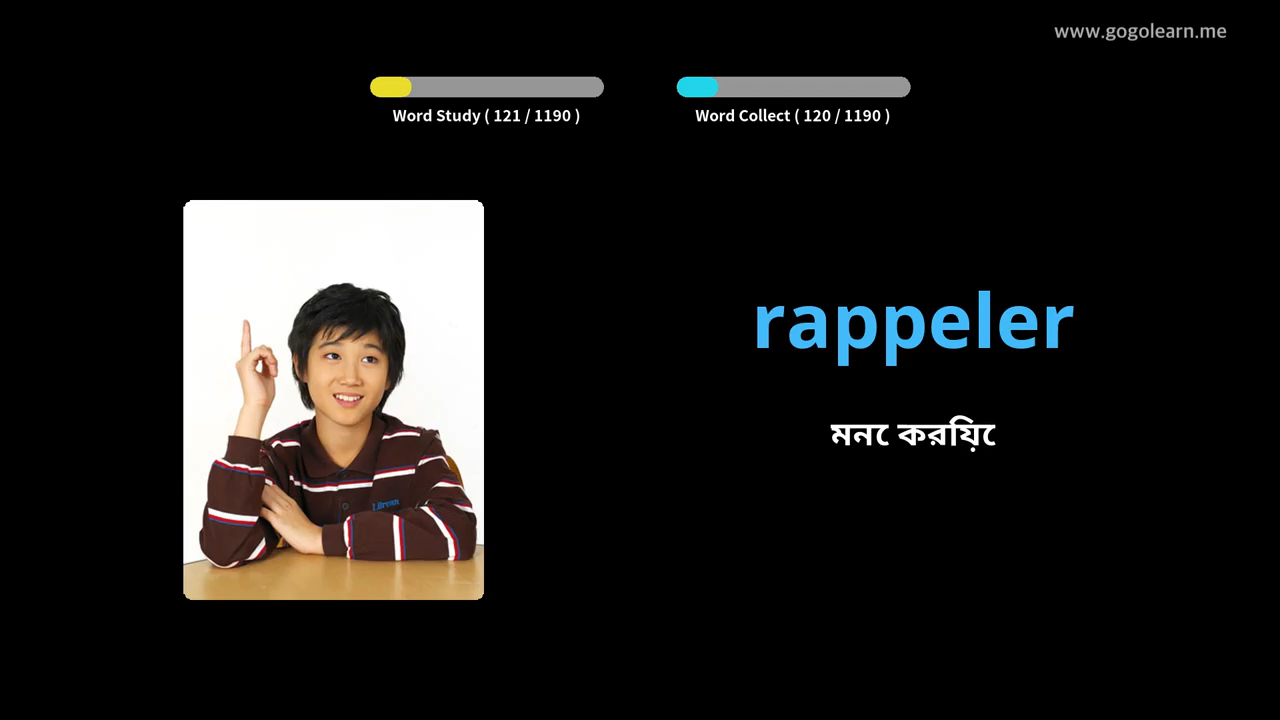 www.gogolearn.me
Word Study ( 121 / 1190 )
Word Collect ( 120 / 1190 )
rappeler
মনে করিয়ে